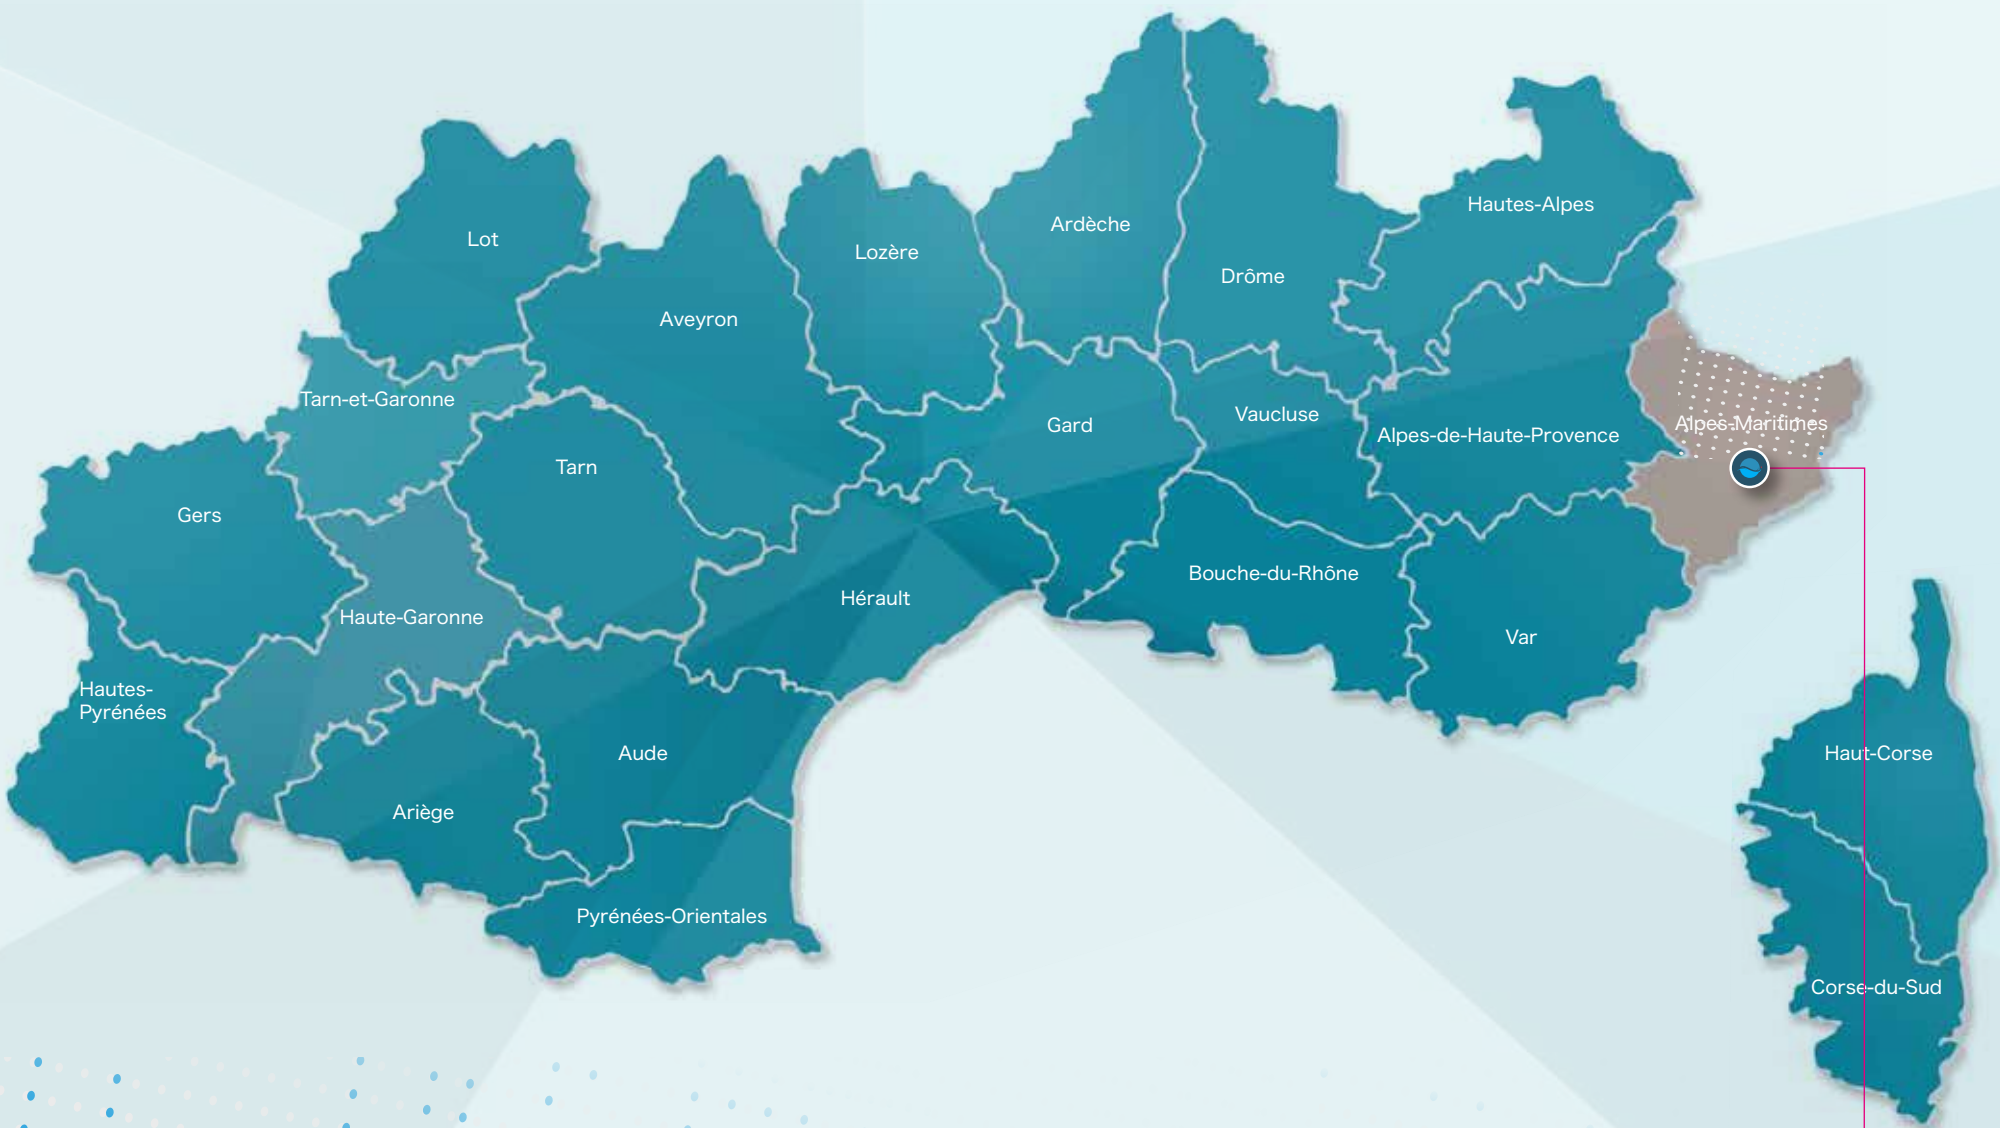 Hautes-Alpes
Ardèche
Lot
Lozère
Drôme
Aveyron
Tarn-et-Garonne
Vaucluse
Gard
Alpes-Maritimes
Alpes-de-Haute-Provence
Tarn
Gers
Bouche-du-Rhône
Hérault
Haute-Garonne
Var
Hautes-
Pyrénées
Aude
Haut-Corse
Ariège
Pyrénées-Orientales
Corse-du-Sud